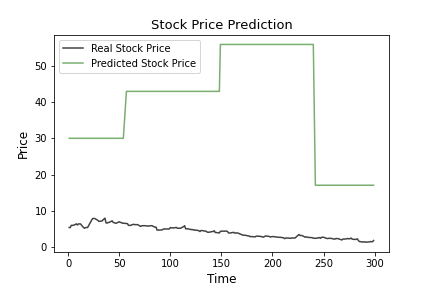 Stock Price Prediction
Real Stock Price
Predicted Stock Price
Price
50
40
30
20
10
0
0 50 100 150 200 250 300
Time